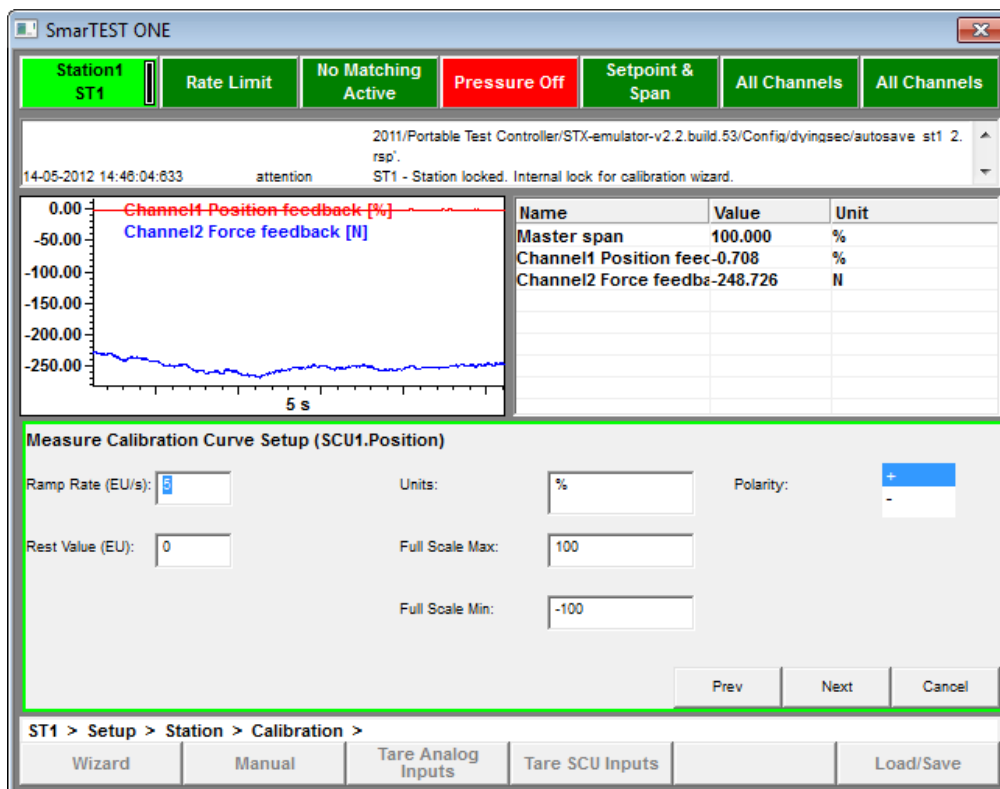 SmarTEST ONE
Station1
ST1
Rate Limit
No Matching
Active
Pressure Off
Setpoint &
Span
All Channels
All Channels
2011/Portable Test Controller/STX-emulator-v2.2.build.53/Config/dyingsec/autosave_st1_2.
rsp'.
14-05-2012 14:46:04:633 attention ST1 - Station locked. Internal lock for calibration wizard.
0.00
Channel1 Position feedback [%]
-50.00
Channel2 Force feedback [N]
-100.00
-150.00
-200.00
-250.00
5 s
Name Value Unit
Master span 100.000 %
Channel1 Position feec -0.708 %
Channel2 Force feedba -248.726 N
Measure Calibration Curve Setup (SCU1.Position)
Ramp Rate (EU/s): 5 Units: % Polarity: +
-
Rest Value (EU): 0 Full Scale Max: 100
Full Scale Min: -100
Prev Next Cancel
ST1 > Setup > Station > Calibration >
Wizard
Manual
Tare Analog
Inputs
Tare SCU Inputs
Load/Save